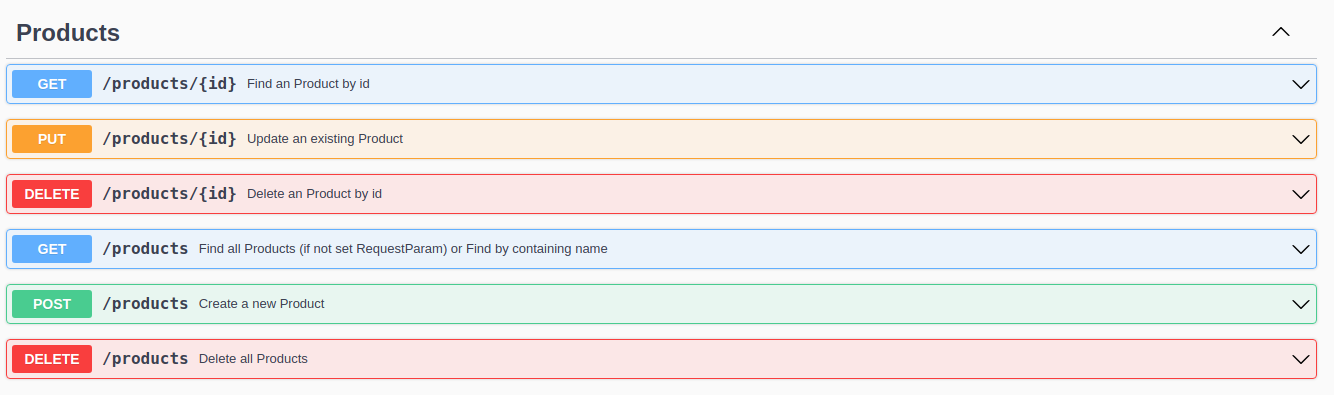 Products
GET /products/{id} Find an Product by id
PUT /products/{id} Update an existing Product
DELETE /products/{id} Delete an Product by id
GET /products Find all Products (if not set RequestParam) or Find by containing name
POST /products Create a new Product
DELETE /products Delete all Products